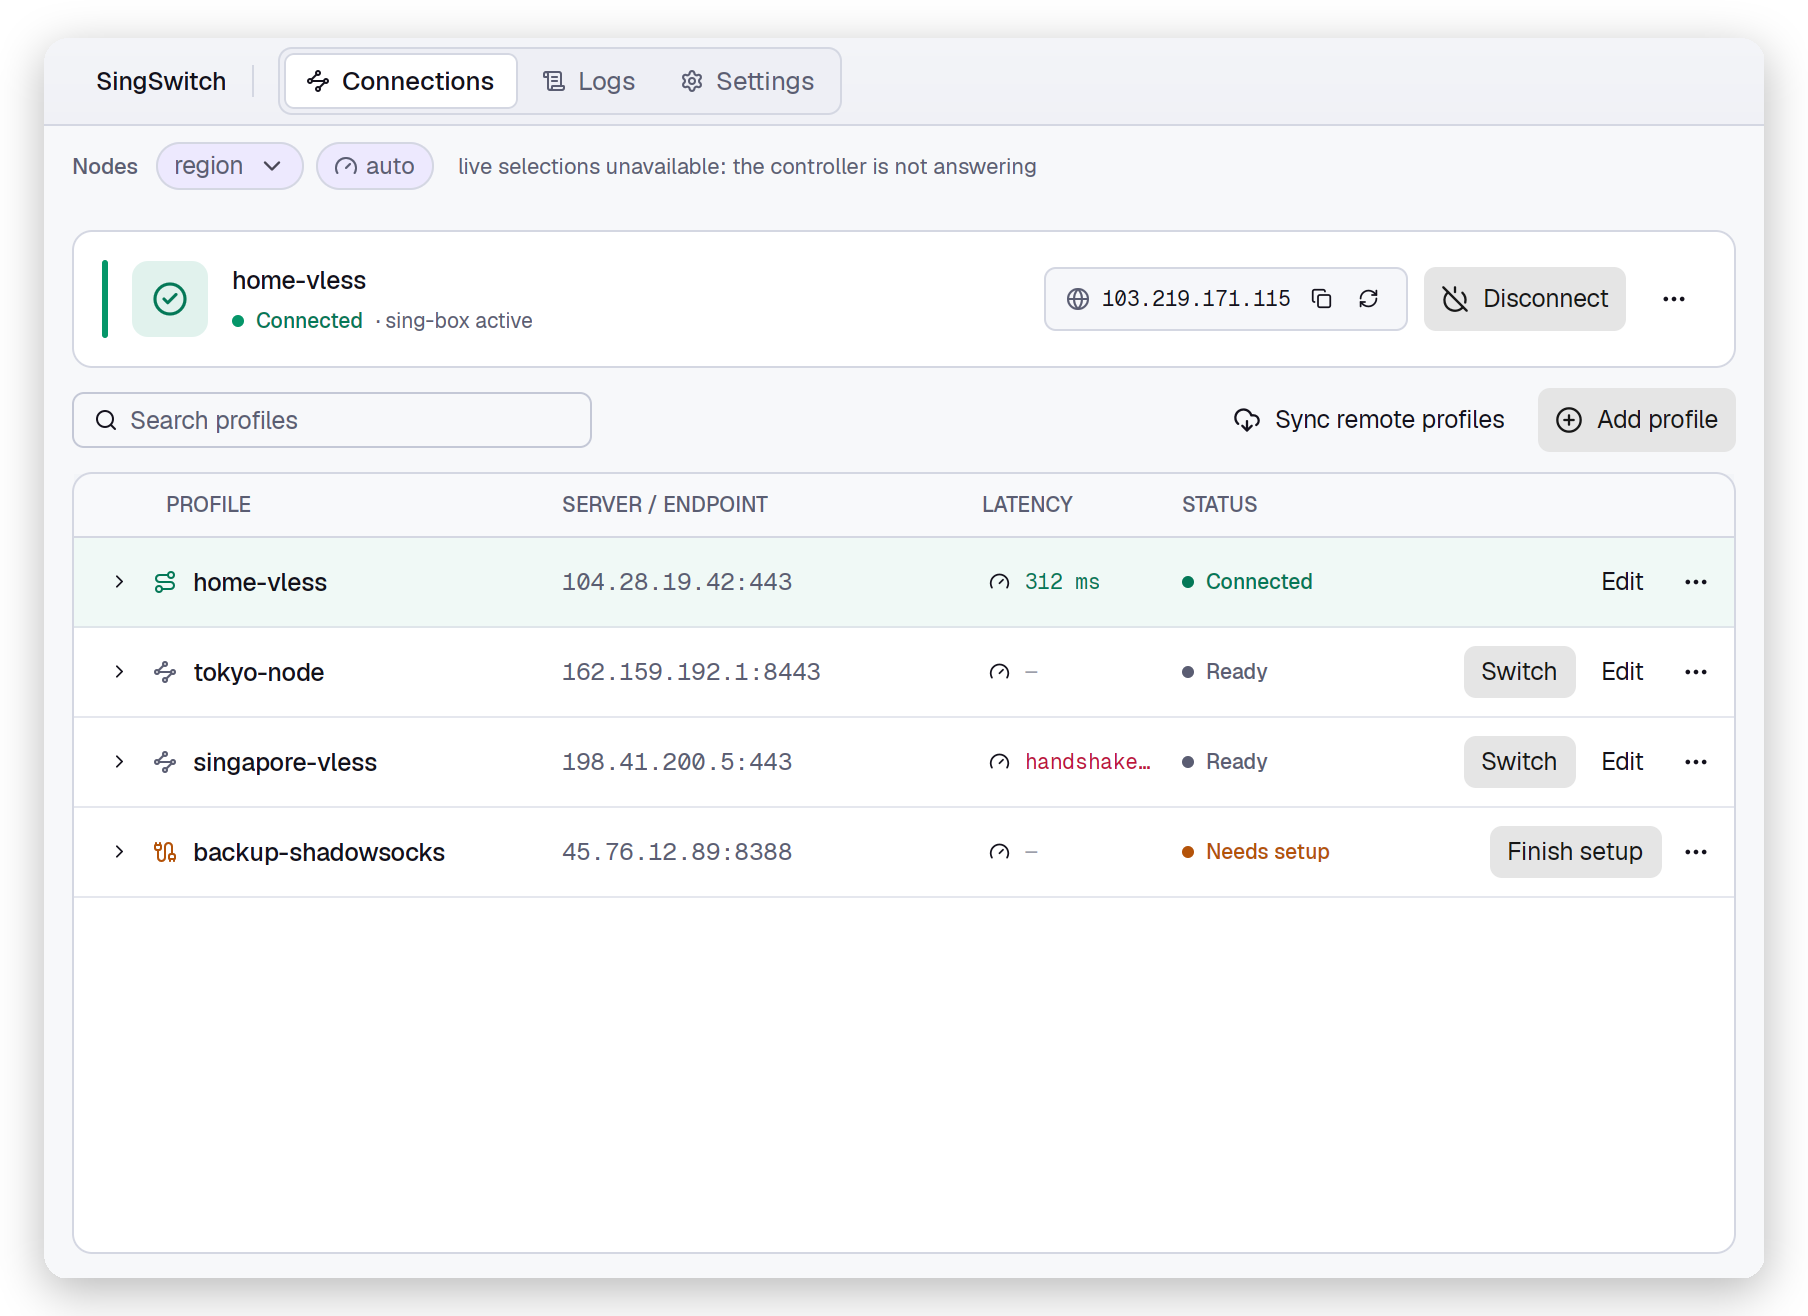 SingSwitch Connections Logs Settings
Nodes region auto live selections unavailable: the controller is not answering
home-vless
Connected · sing-box active
103.219.171.115 Disconnect
Search profiles Sync remote profiles Add profile
PROFILE SERVER / ENDPOINT LATENCY STATUS
home-vless 104.28.19.42:443 312 ms Connected Edit
tokyo-node 162.159.192.1:8443 – Ready Switch Edit
singapore-vless 198.41.200.5:443 handshake… Ready Switch Edit
backup-shadowsocks 45.76.12.89:8388 – Needs setup Finish setup